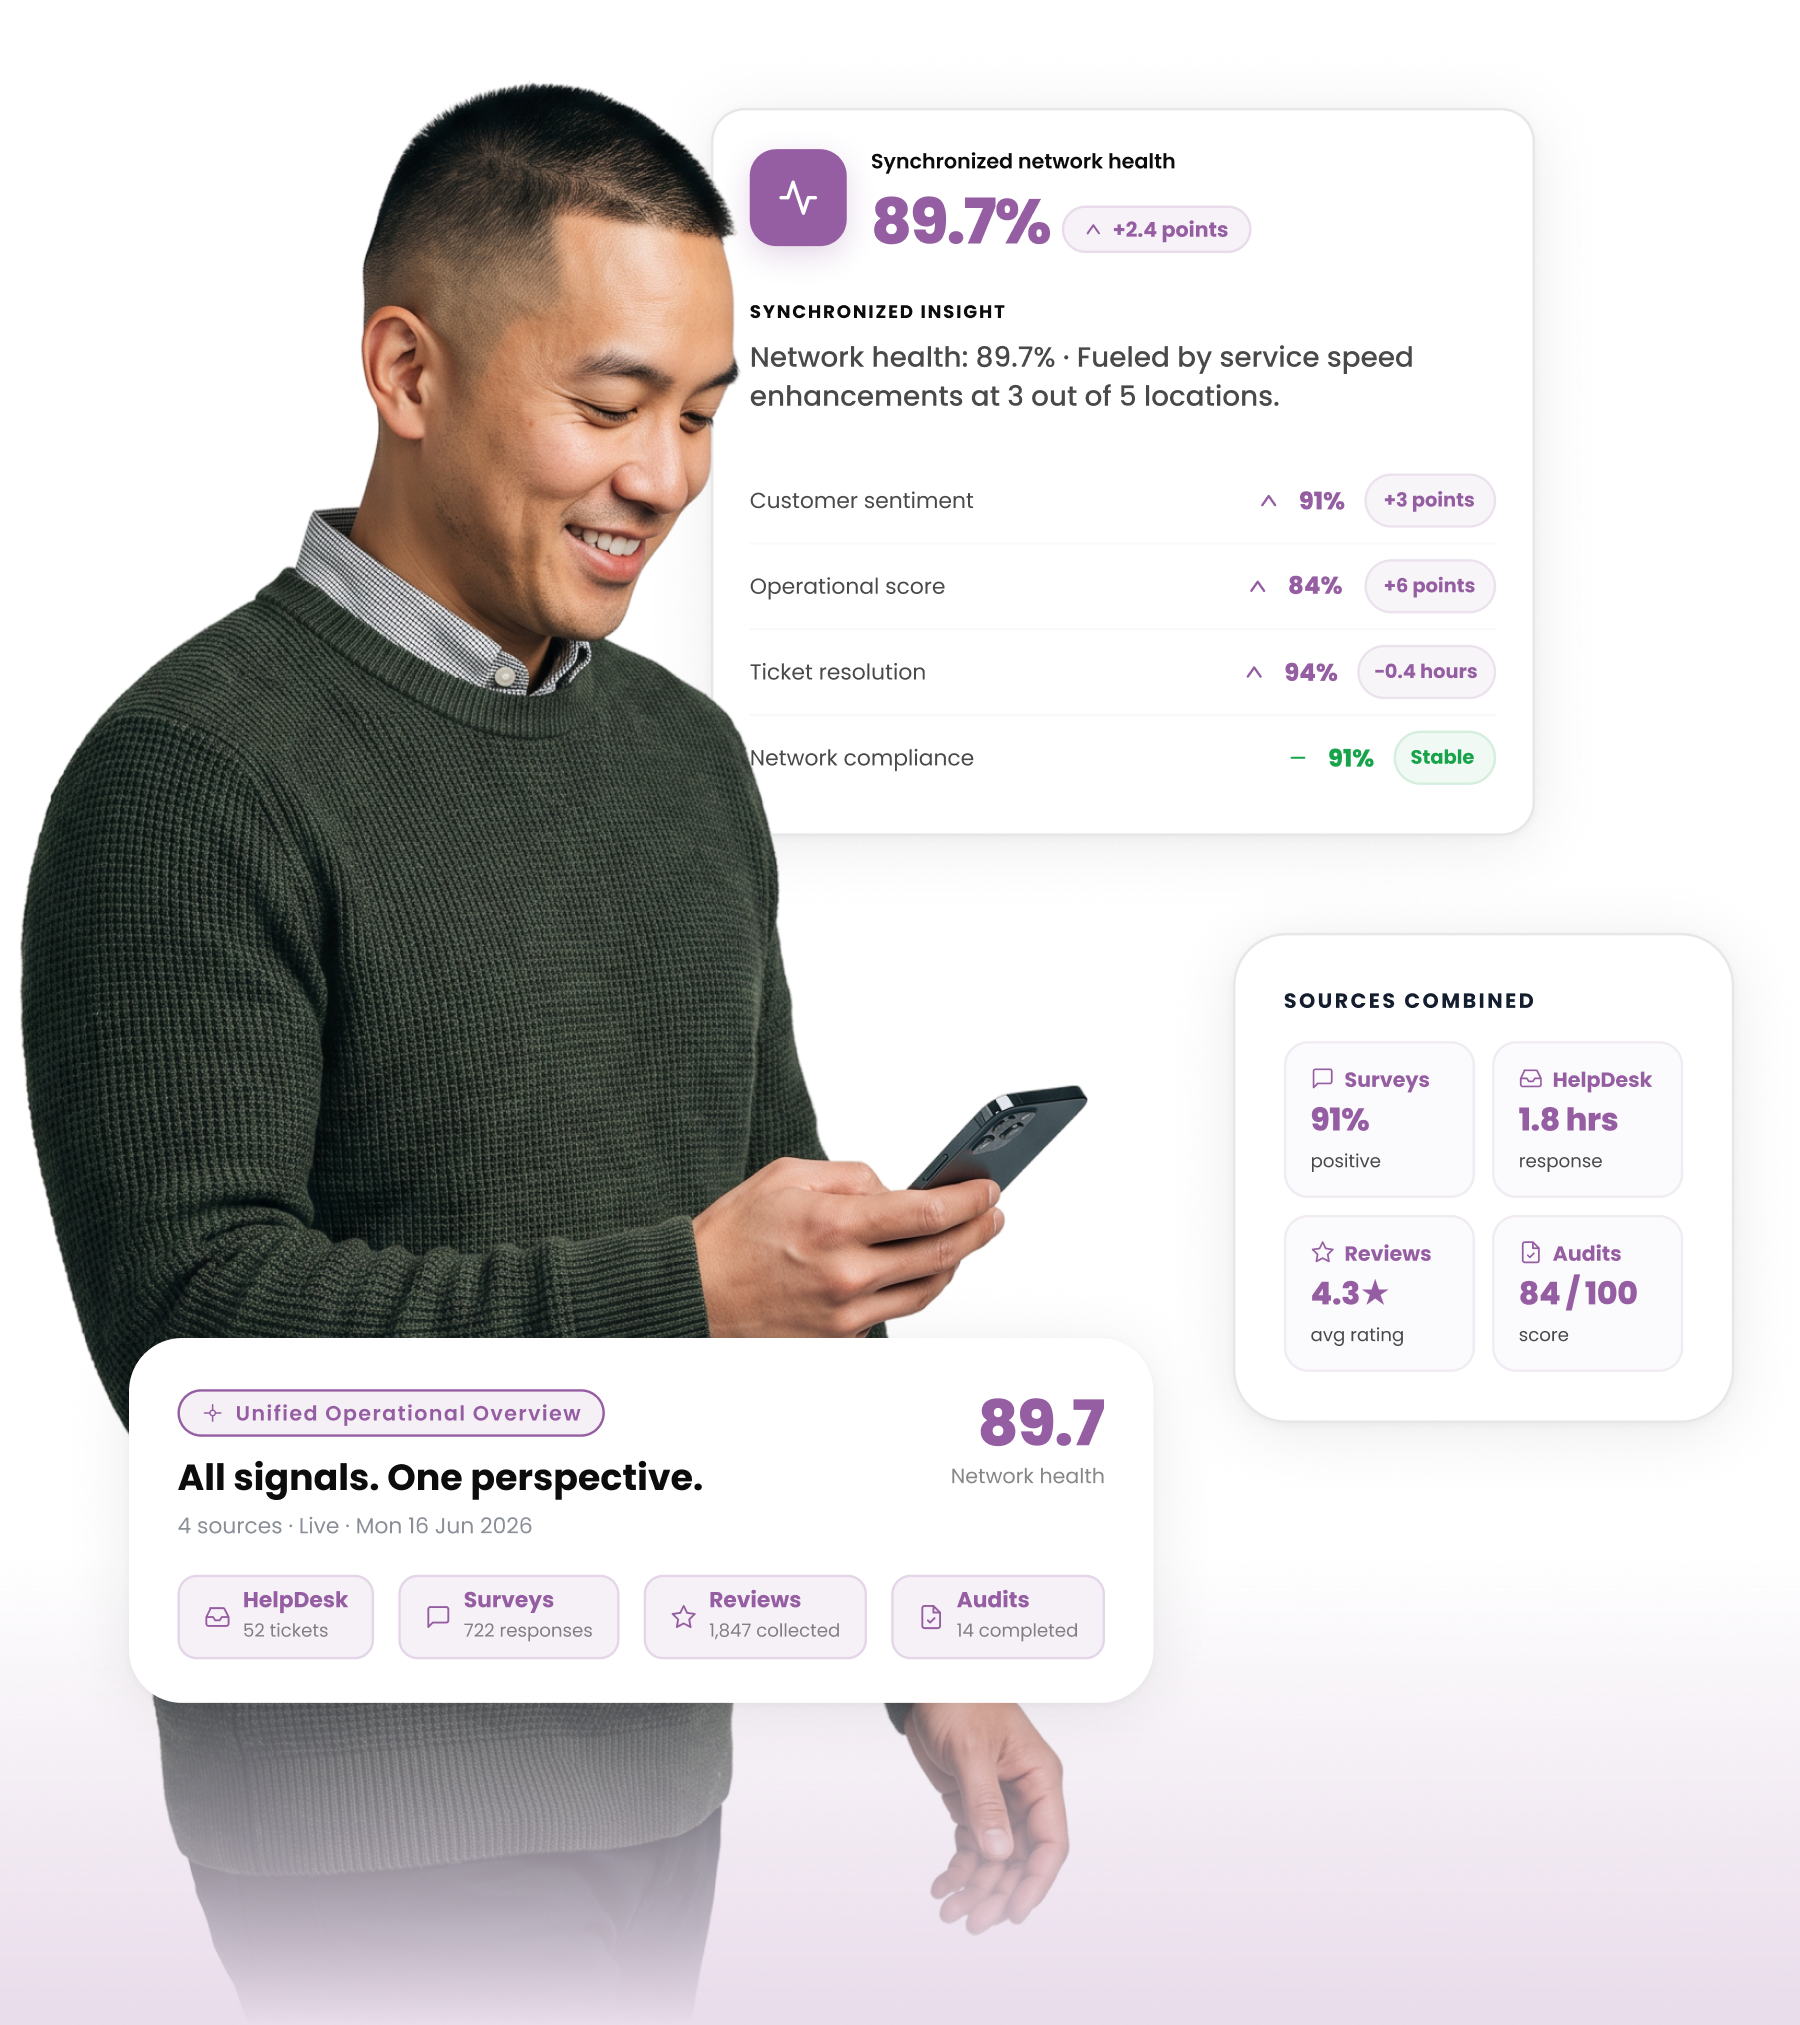 Synchronized network health
89.7%
+2.4 points
SYNCHRONIZED INSIGHT
Network health: 89.7% · Fueled by service speed
enhancements at 3 out of 5 locations.
Customer sentiment 91% +3 points
Operational score 84% +6 points
Ticket resolution 94% -0.4 hours
Network compliance – 91% Stable
SOURCES COMBINED
Surveys
91%
positive
HelpDesk
1.8 hrs
response
Reviews
4.3★
avg rating
Audits
84 / 100
score
Unified Operational Overview
All signals. One perspective.
4 sources · Live · Mon 16 Jun 2026
89.7
Network health
HelpDesk
52 tickets
Surveys
722 responses
Reviews
1,847 collected
Audits
14 completed